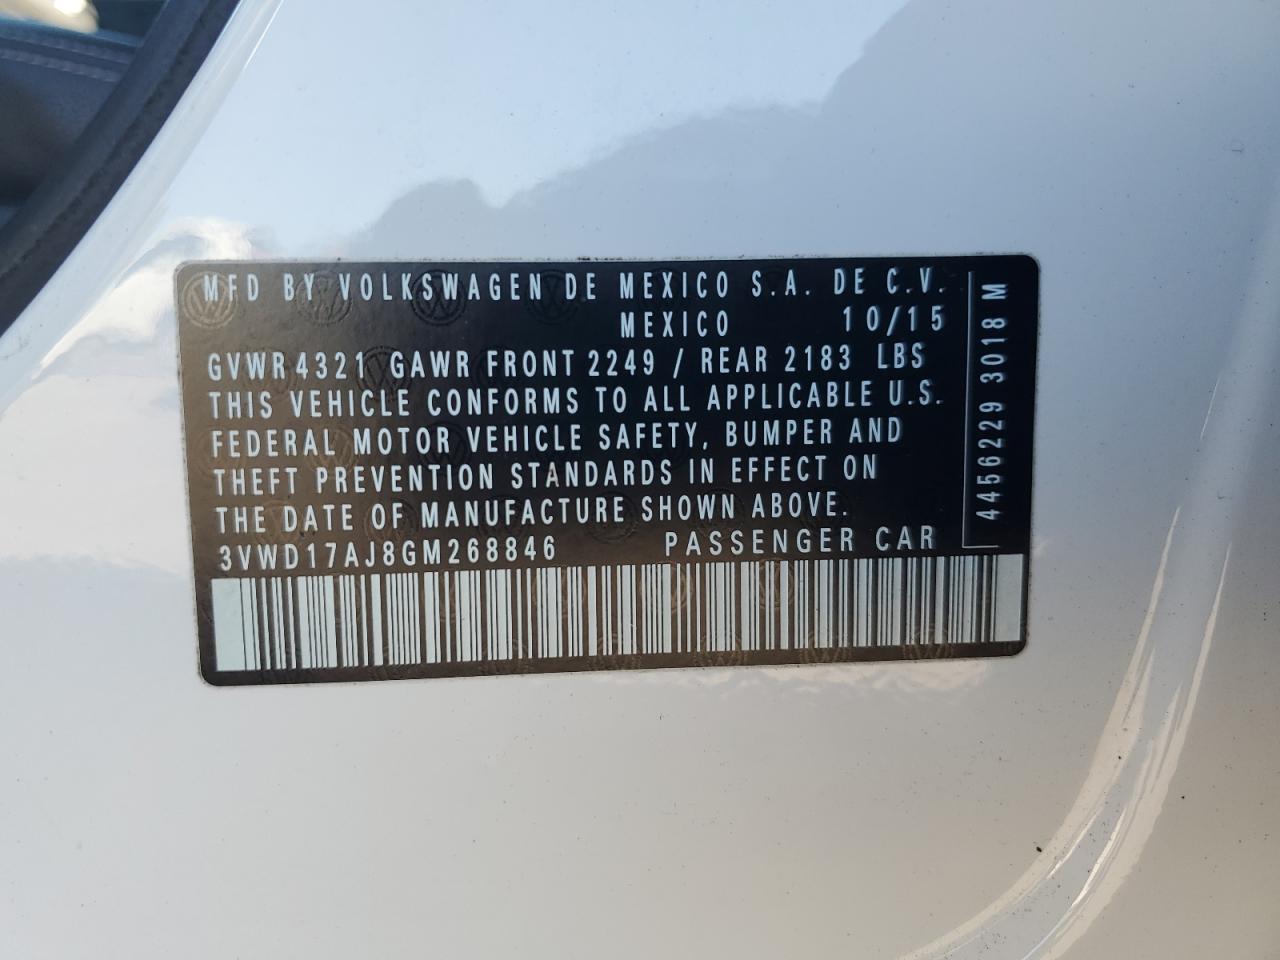 MFD BY VOLKSWAGEN DE MEXICO S.A. DE C.V.
MEXICO 10/15
GVWR 4321 GAWR FRONT 2249 / REAR 2183 LBS
THIS VEHICLE CONFORMS TO ALL APPLICABLE U.S.
FEDERAL MOTOR VEHICLE SAFETY, BUMPER AND
THEFT PREVENTION STANDARDS IN EFFECT ON
THE DATE OF MANUFACTURE SHOWN ABOVE.
3VWD17AJ8GM268846 PASSENGER CAR
4456229 3018 M